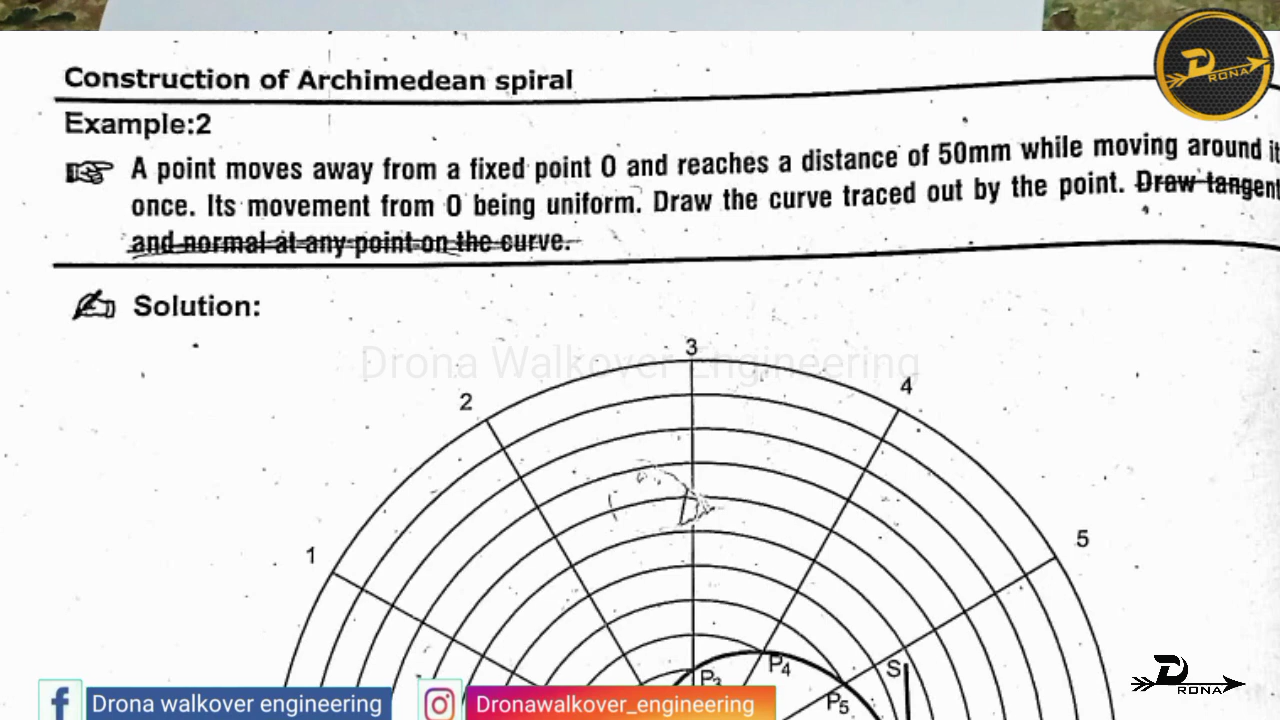 Construction of Archimedean spiral
Example:2
A point moves away from a fixed point O and reaches a distance of 50mm while moving around it
once. Its movement from O being uniform. Draw the curve traced out by the point. Draw tangent
and normal at any point on the curve.
Solution:
Drona Walkover Engineering
3
2
4
1
5
P3
P4
S
P5
DRONA
DRONA
Drona walkover engineering
Dronawalkover_engineering